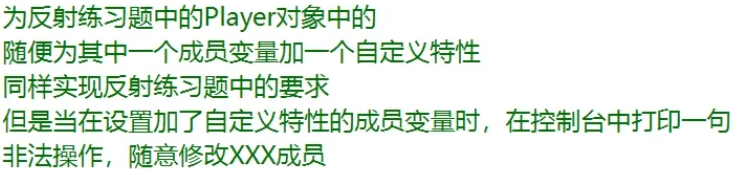 为反射练习题中的Player对象中的
随便为其中一个成员变量加一个自定义特性
同样实现反射练习题中的要求
但是当在设置加了自定义特性的成员变量时，在控制台中打印一句
非法操作，随意修改XXX成员